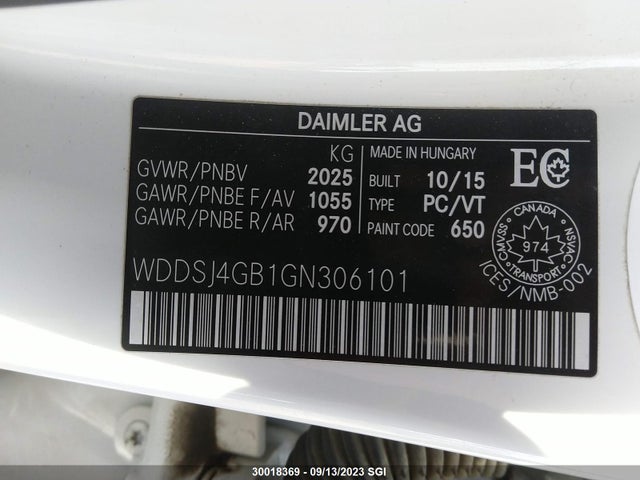 DAIMLER AG
KG
GVWR/PNBV 2025
GAWR/PNBE F/AV 1055
GAWR/PNBE R/AR 970
MADE IN HUNGARY
BUILT 10/15
TYPE PC/VT
PAINT CODE 650
EC
CANADA
CMVSS NSVAC
974
TRANSPORT
ICES/NMB-002
WDDSJ4GB1GN306101
30018369 - 09/13/2023 SGI